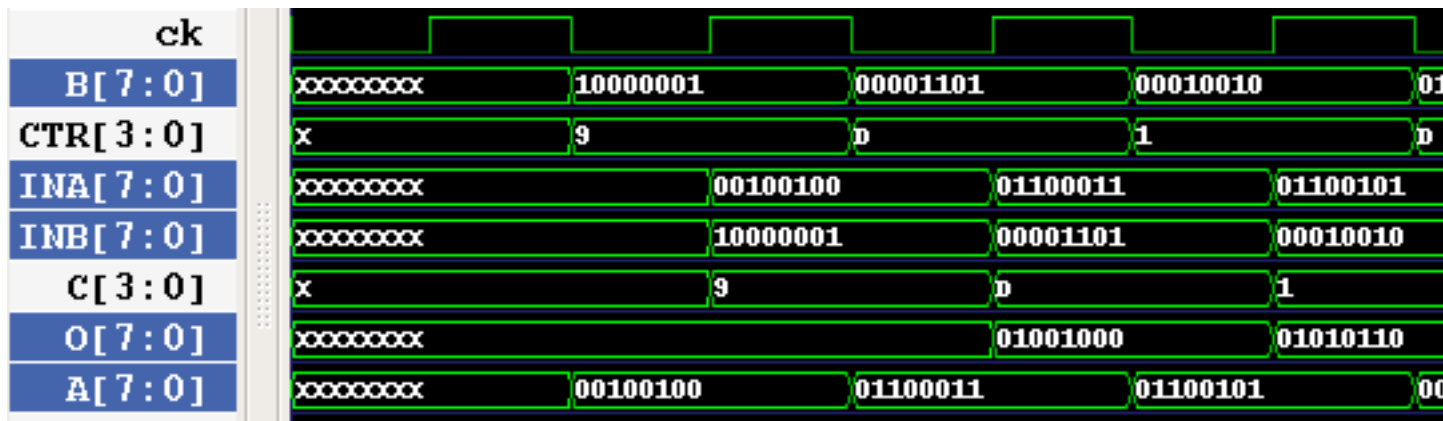 ck
B[7:0] xxxxxxxx 10000001 00001101 00010010 01
CTR[3:0] x 9 D 1 D
INA[7:0] xxxxxxxx 00100100 01100011 01100101
INB[7:0] xxxxxxxx 10000001 00001101 00010010
C[3:0] x 9 D 1
O[7:0] xxxxxxxx 01001000 01010110
A[7:0] xxxxxxxx 00100100 01100011 01100101 00